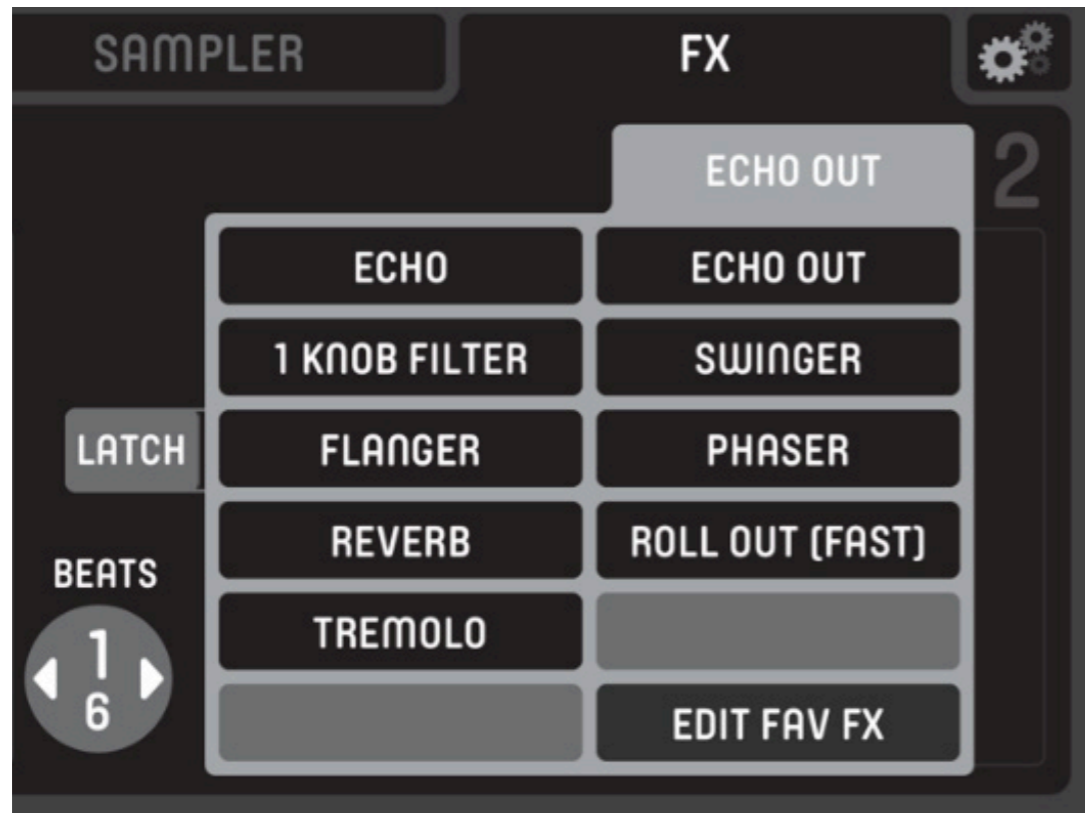 SAMPLER FX
ECHO OUT 2
ECHO ECHO OUT
1 KNOB FILTER SWINGER
LATCH FLANGER PHASER
REVERB ROLL OUT (FAST)
BEATS
TREMOLO
1
6
EDIT FAV FX